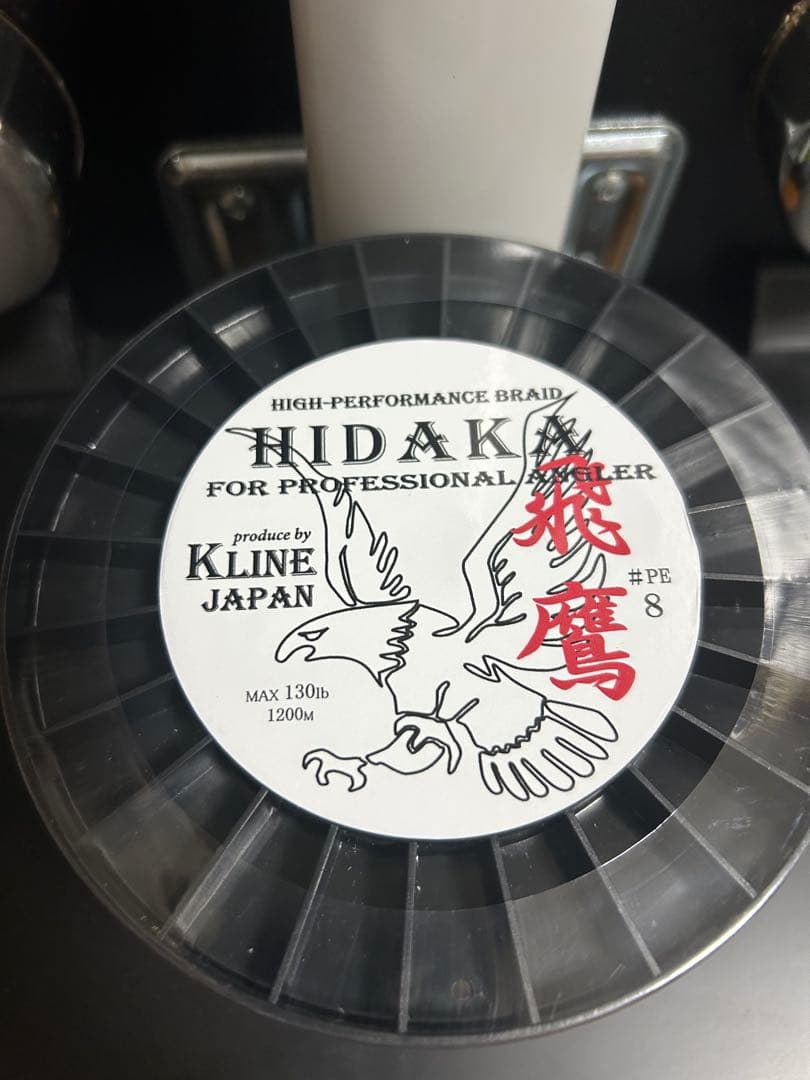 HIGH-PERFORMANCE BRAID
HIDAKA
FOR PROFESSIONAL ANGLER
飛鷹
produce by
KLINE
JAPAN
#PE
8
MAX 130lb
1200M